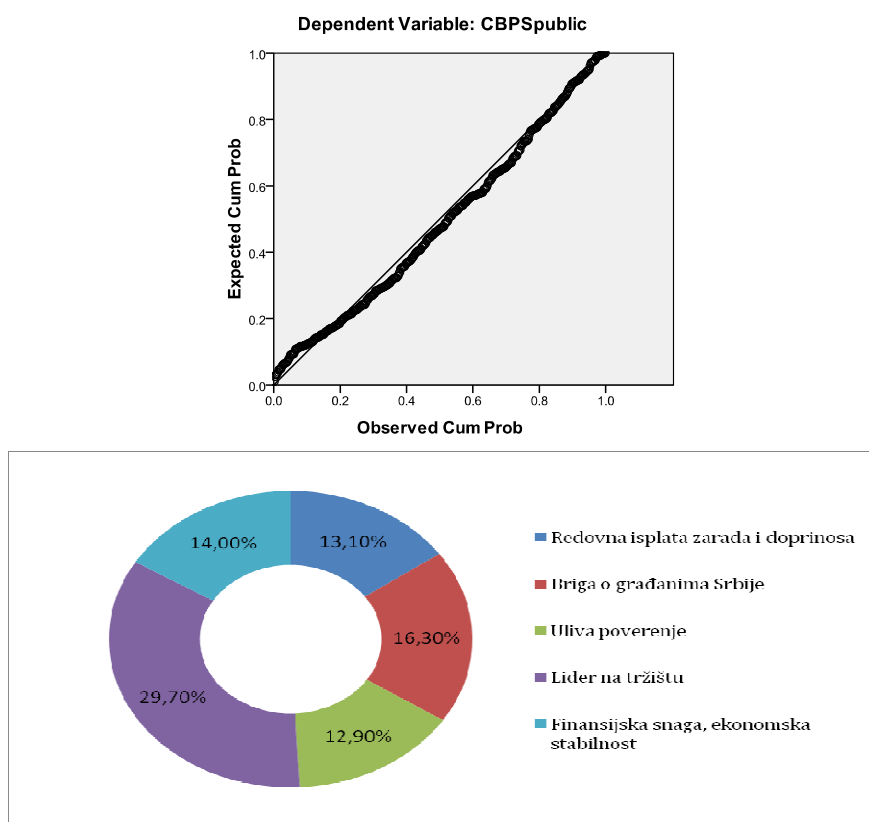 Dependent Variable: CBPSpublic
Expected Cum Prob
1.0
0.8
0.6
0.4
0.2
0.0
0.0 0.2 0.4 0.6 0.8 1.0
Observed Cum Prob
14,00%
13,10%
16,30%
29,70%
12,90%
Redovna isplata zarada i doprinosa
Briga o građanima Srbije
Uliva poverenje
Lider na tržištu
Finansijska snaga, ekonomska
stabilnost